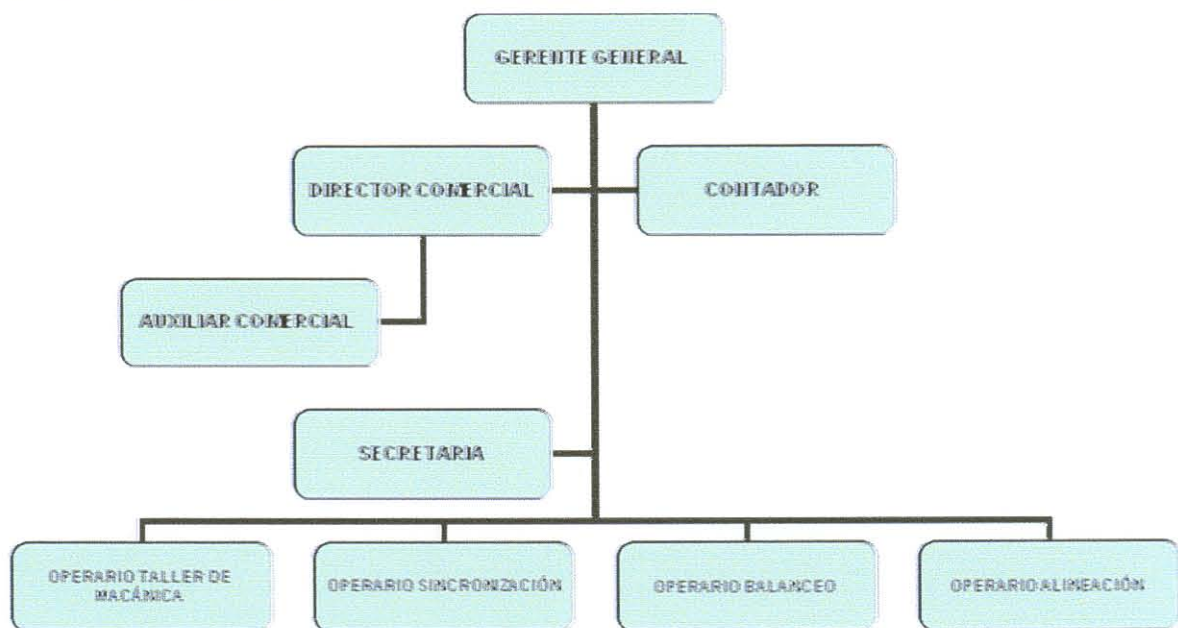 GERENTE GENERAL
DIRECTOR COMERCIAL
CONTADOR
AUXILIAR COMERCIAL
SECRETARIA
OPERARIO TALLER DE
MACÁNICA
OPERARIO SINCRONIZACIÓN
OPERARIO BALANCEO
OPERARIO ALINEACIÓN